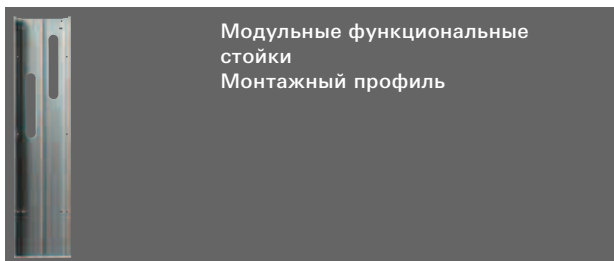 Модульные функциональные
стойки
Монтажный профиль